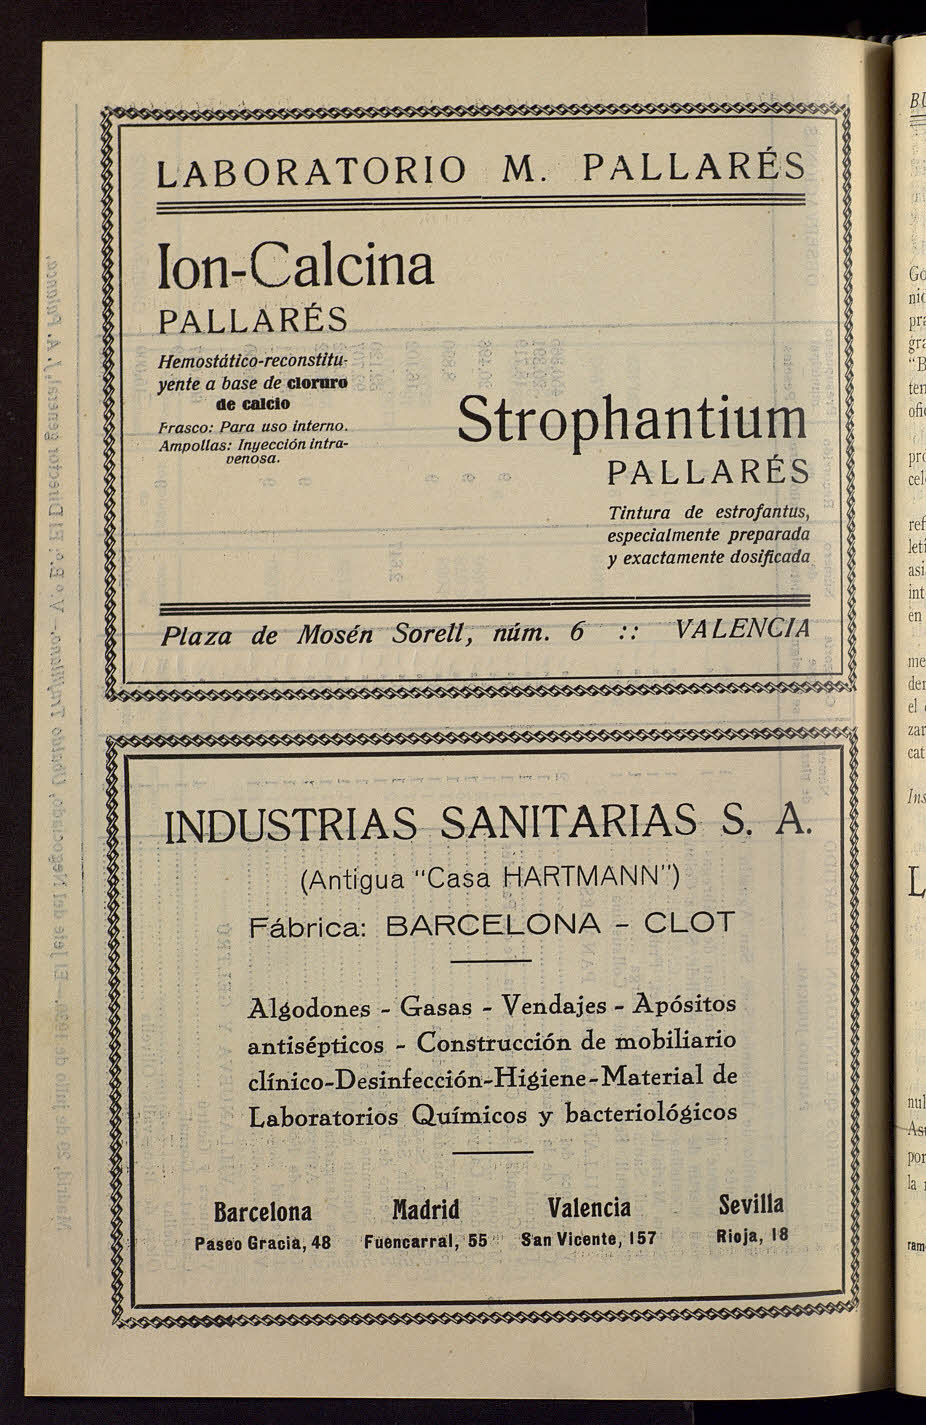 LABORATORIO M. PALLARÉS
Ion-Calcina
PALLARÉS
Hemostático-reconstitu-
yente a base de cloruro
de calcio
Frasco: Para uso interno.
Ampollas: Inyección intra-
venosa.
Strophantium
PALLARÉS
Tintura de estrofantus,
especialmente preparada
y exactamente dosificada
Plaza de Mosén Sorell, núm. 6 :: VALENCIA
INDUSTRIAS SANITARIAS S. A.
(Antigua "Casa HARTMANN")
Fábrica: BARCELONA - CLOT
Algodones - Gasas - Vendajes - Apósitos
antisépticos - Construcción de mobiliario
clínico-Desinfección-Higiene-Material de
Laboratorios Químicos y bacteriológicos
Barcelona Madrid Valencia Sevilla
Paseo Gracia, 48 Fuencarral, 55 San Vicente, 157 Rioja, 18